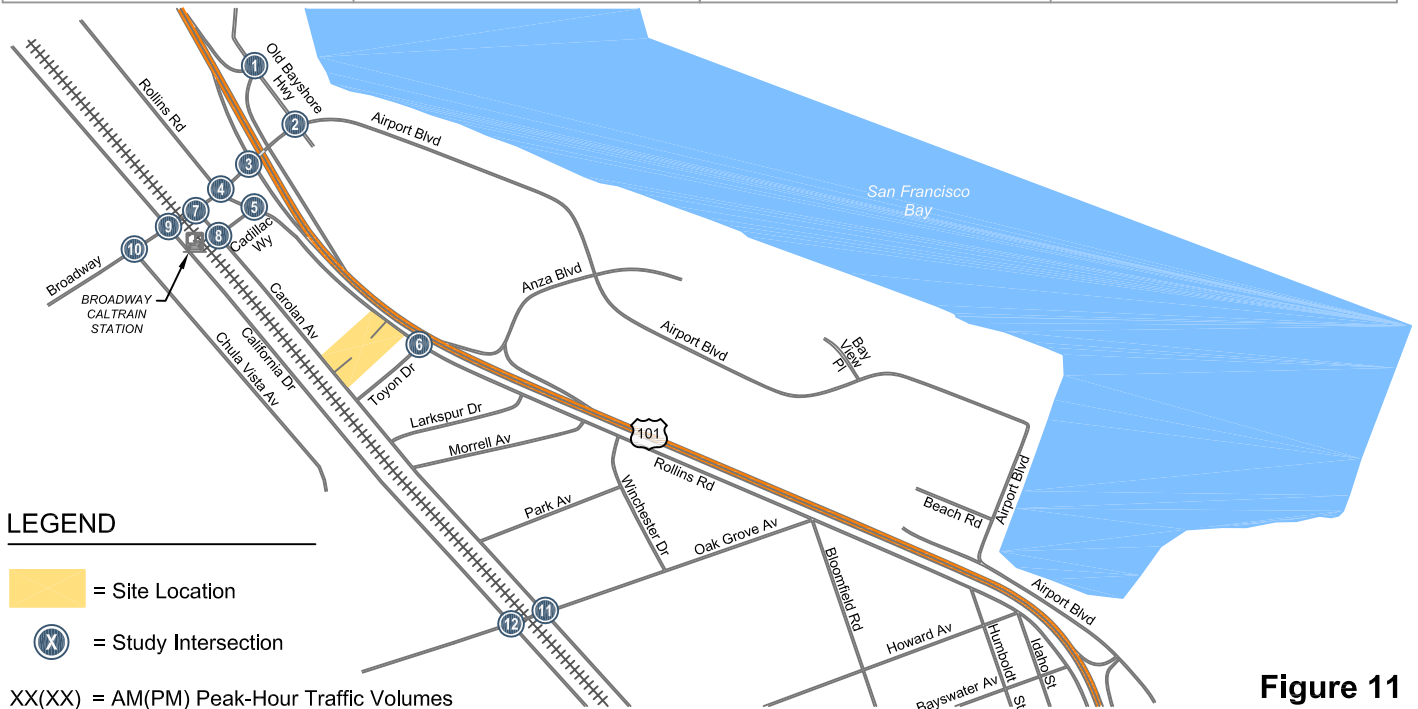 1
Old Bayshore
Hwy
2
Airport Blvd
Rollins Rd
3
4
5
7
9
8
10
Cadillac
Wy
Broadway
BROADWAY
CALTRAIN
STATION
San Francisco
Bay
Anza Blvd
Carolan Av
California Dr
Chula Vista Av
6
Toyon Dr
Airport Blvd
Bay
View
Pl
Larkspur Dr
Morrell Av
101
Rollins Rd
Park Av
Winchester Dr
Oak Grove Av
Beach Rd
Airport Blvd
Bloomfield Rd
Airport Blvd
11
12
Howard Av
Humboldt
St
Idaho St
Bayswater Av
LEGEND
= Site Location
X = Study Intersection
XX(XX) = AM(PM) Peak-Hour Traffic Volumes
Figure 11